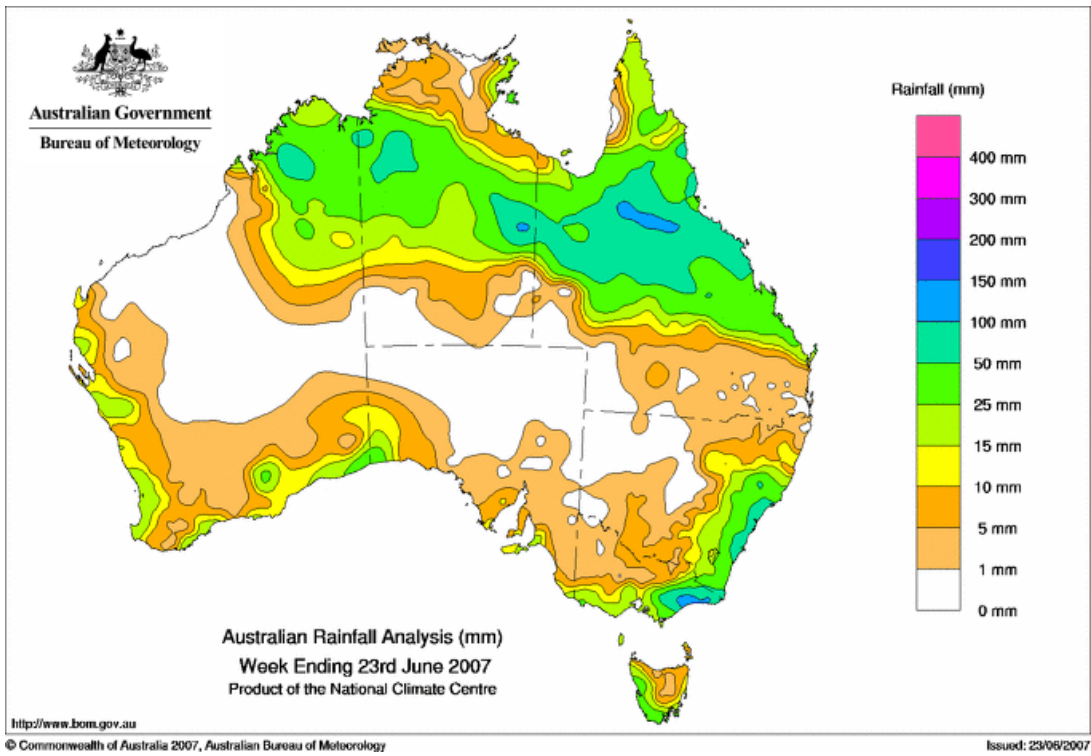 Australian Government
Bureau of Meteorology
Rainfall (mm)
400 mm
300 mm
200 mm
150 mm
100 mm
50 mm
25 mm
15 mm
10 mm
5 mm
1 mm
0 mm
Australian Rainfall Analysis (mm)
Week Ending 23rd June 2007
Product of the National Climate Centre
http://www.bom.gov.au
© Commonwealth of Australia 2007, Australian Bureau of Meteorology
Issued: 23/06/2007